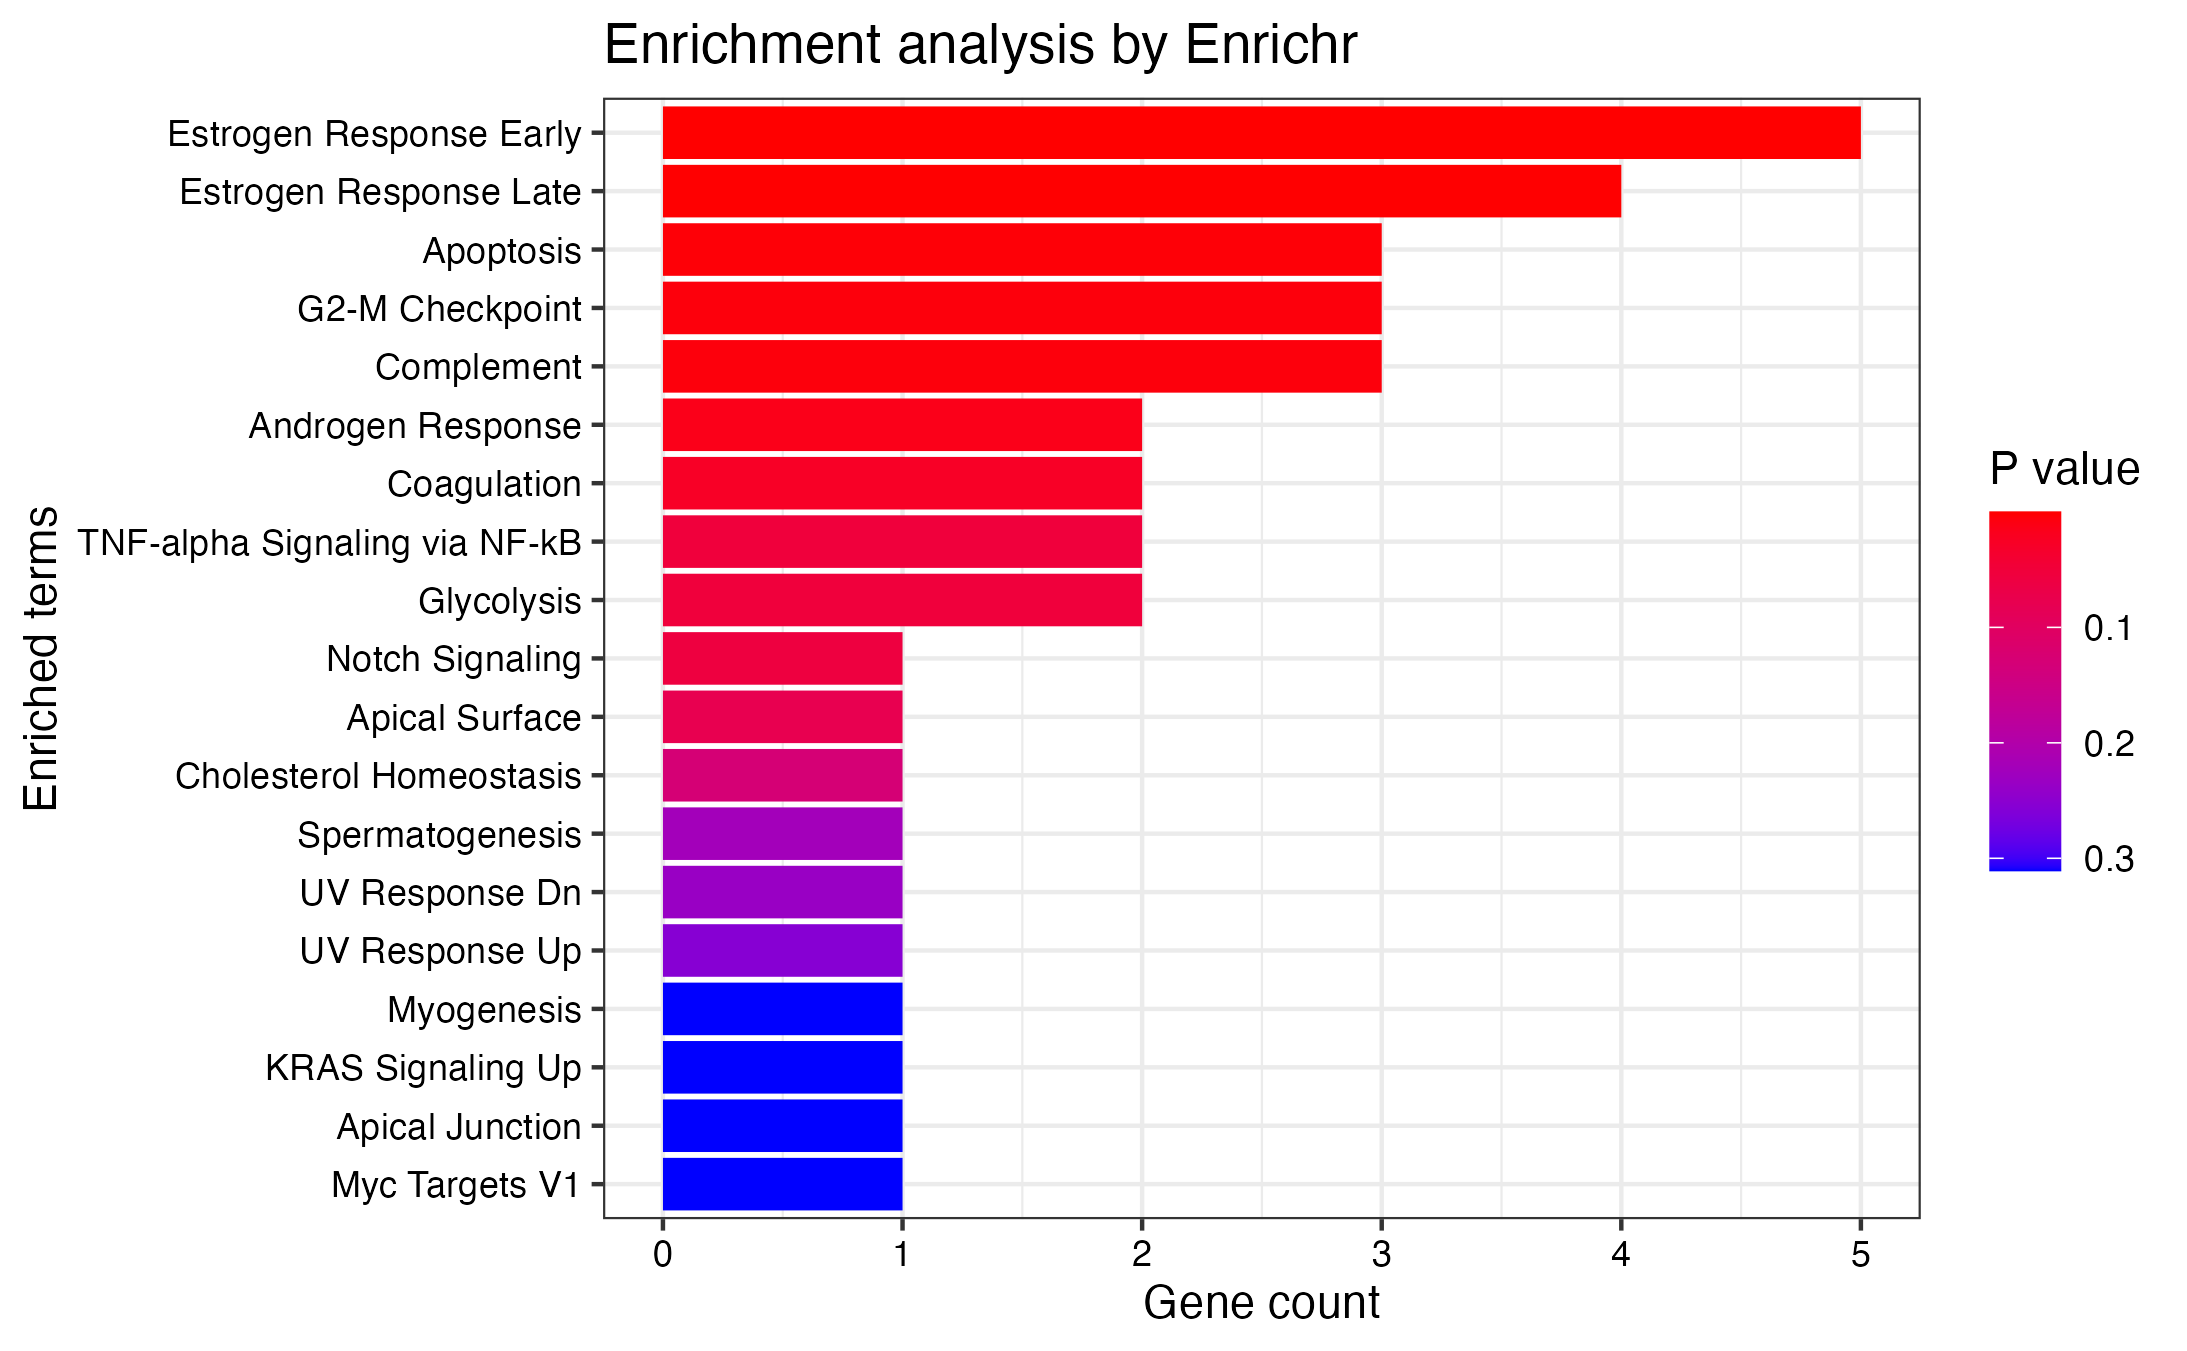 Enrichment analysis by Enrichr
Estrogen Response Early
Estrogen Response Late
Apoptosis
G2-M Checkpoint
Complement
Androgen Response
Coagulation
TNF-alpha Signaling via NF-kB
Glycolysis
Notch Signaling
Apical Surface
Cholesterol Homeostasis
Spermatogenesis
UV Response Dn
UV Response Up
Myogenesis
KRAS Signaling Up
Apical Junction
Myc Targets V1
Enriched terms
0 1 2 3 4 5
Gene count
P value
0.1
0.2
0.3